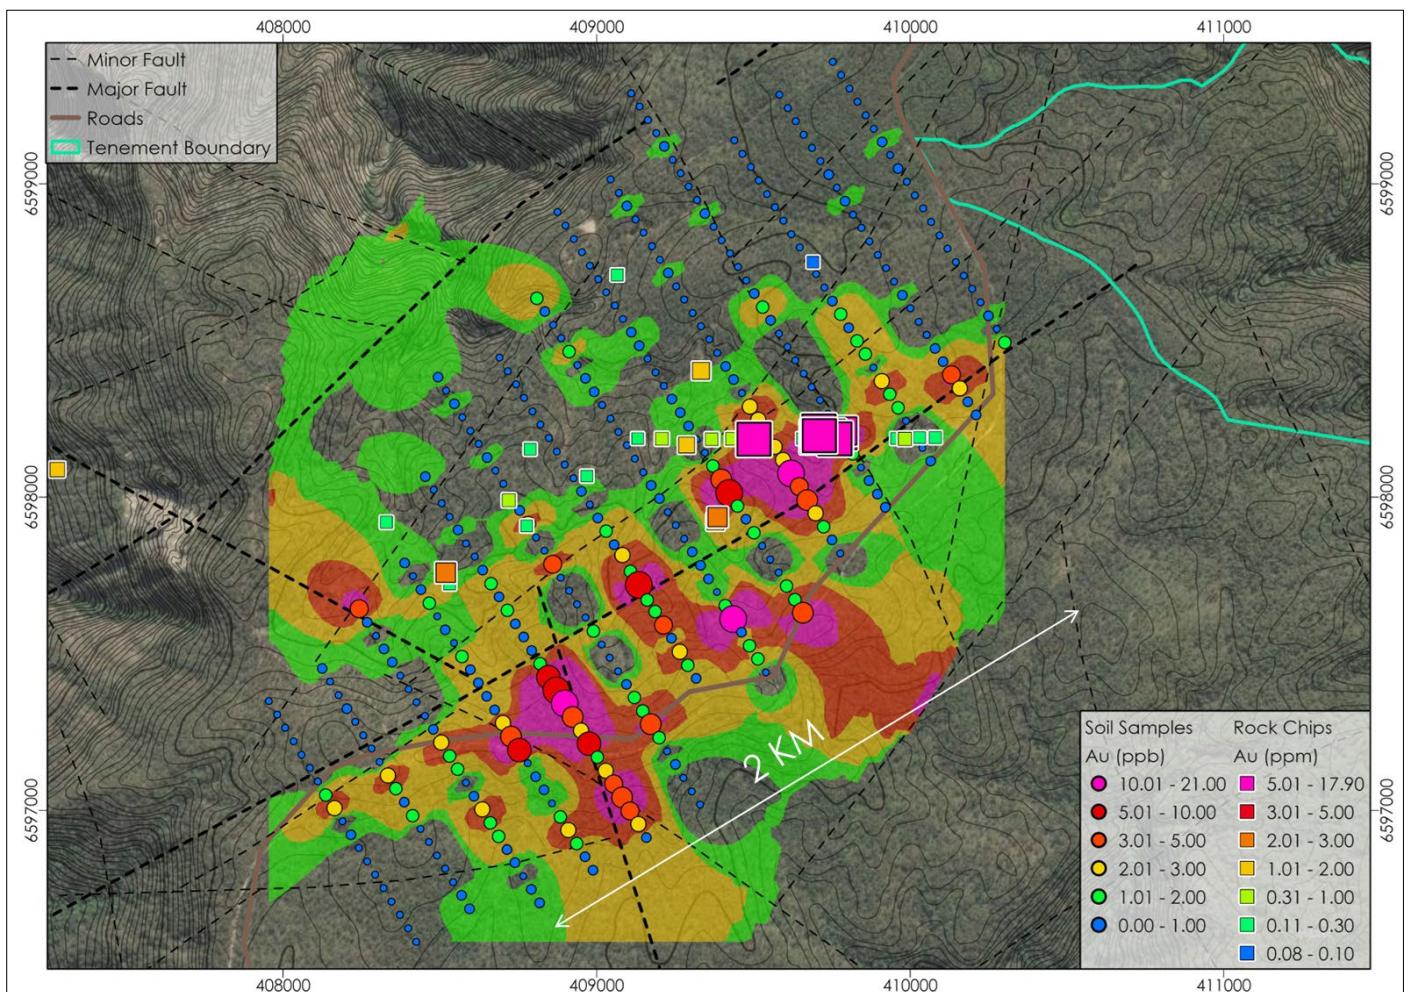 408000 409000 410000 411000
Minor Fault
Major Fault
Roads
Tenement Boundary
6599000 6599000
6598000 6598000
6597000 6597000
2 KM
Soil Samples Rock Chips
Au (ppb) Au (ppm)
10.01 - 21.00 5.01 - 17.90
5.01 - 10.00 3.01 - 5.00
3.01 - 5.00 2.01 - 3.00
2.01 - 3.00 1.01 - 2.00
1.01 - 2.00 0.31 - 1.00
0.00 - 1.00 0.11 - 0.30
0.08 - 0.10
408000 409000 410000 411000